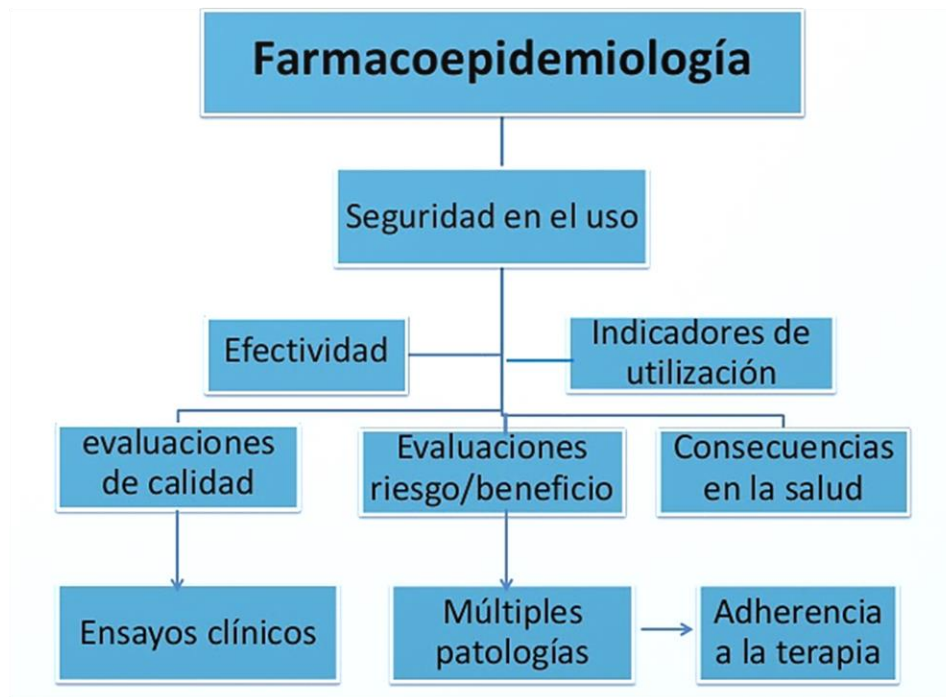 Farmacoepidemiología
Seguridad en el uso
Efectividad
Indicadores de
utilización
evaluaciones
de calidad
Evaluaciones
riesgo/beneficio
Consecuencias
en la salud
Ensayos clínicos
Múltiples
patologías
Adherencia
a la terapia